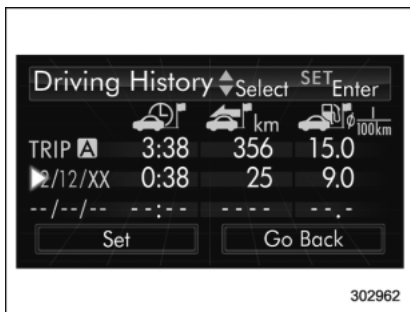 Driving History Select SET Enter
km ø l/100km
TRIP A 3:38 356 15.0
2/12/XX 0:38 25 9.0
--/--/-- --:-- ---- --.-
Set Go Back
302962